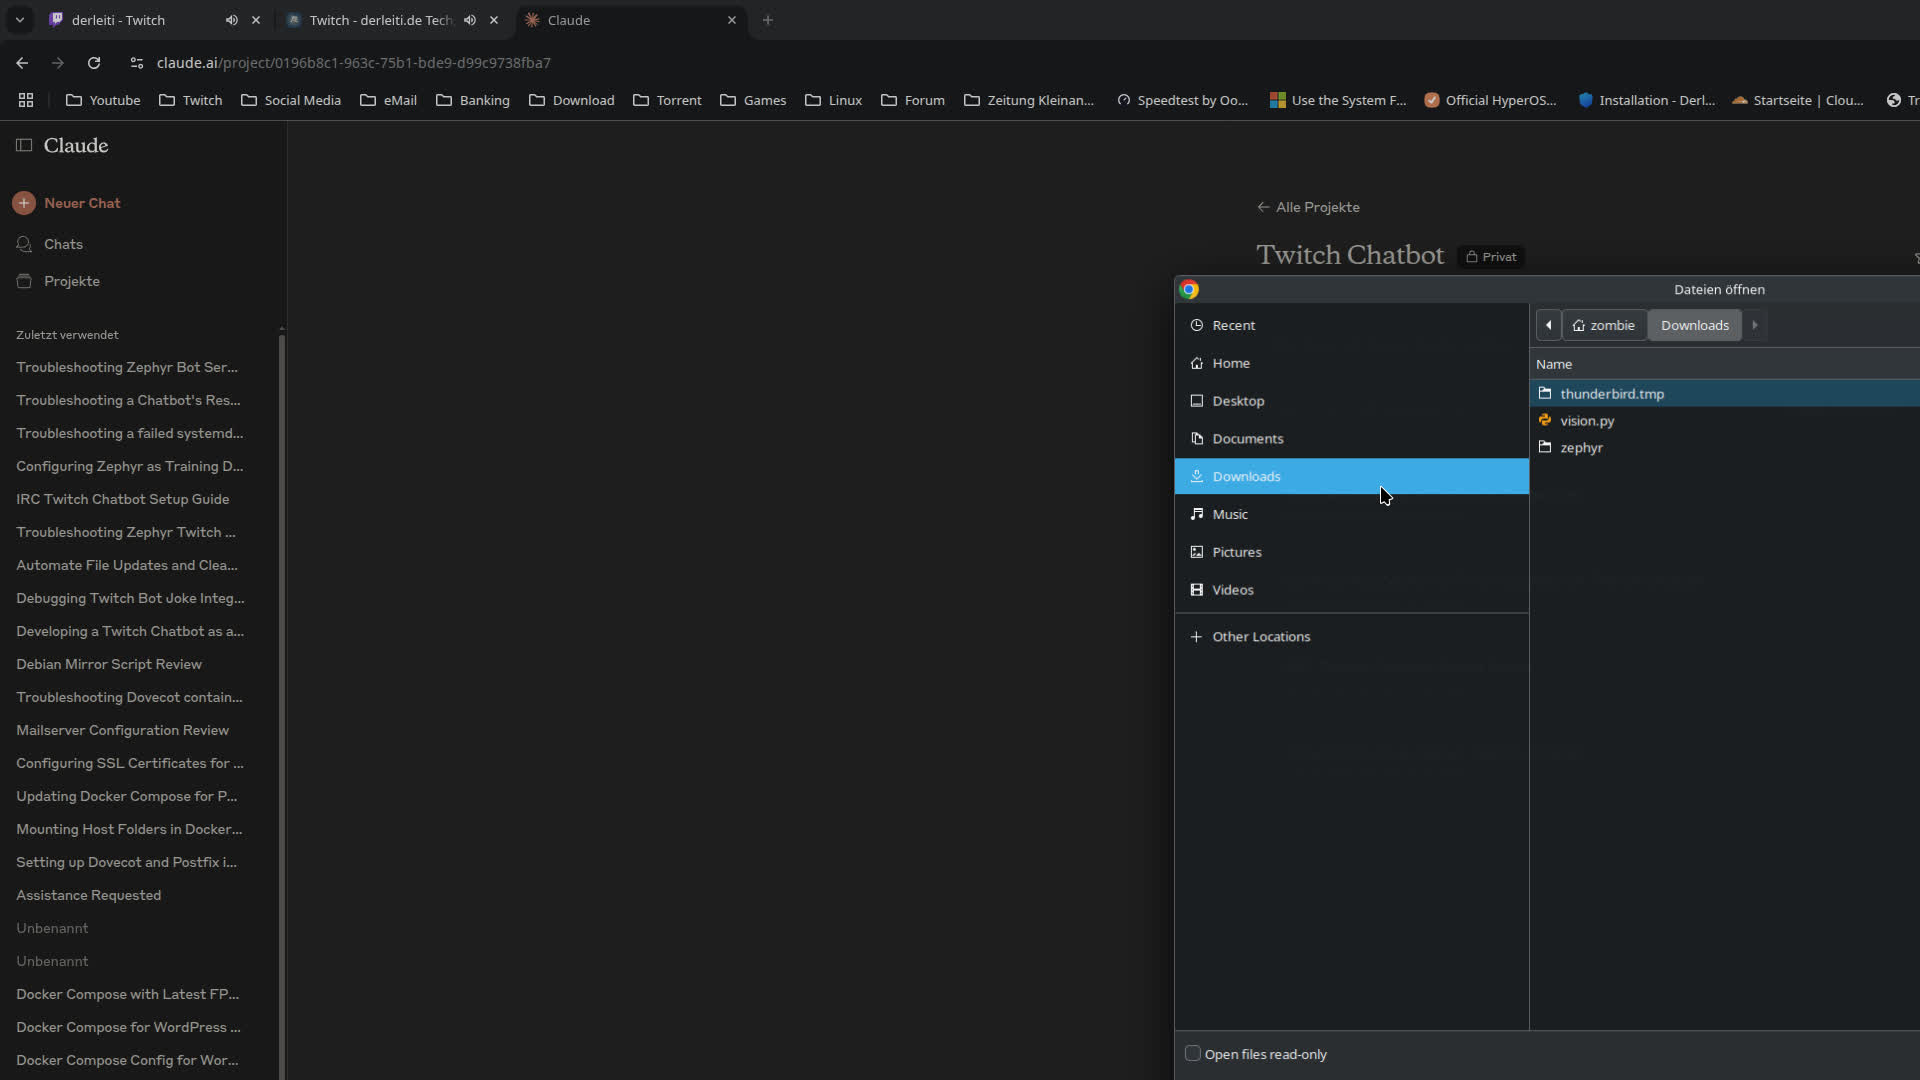 derleiti - Twitch
Twitch - derleiti.de Tech
Claude
claude.ai/project/0196b8c1-963c-75b1-bde9-d99c9738fba7
Youtube Twitch Social Media eMail Banking Download Torrent Games Linux Forum Zeitung Kleinan... Speedtest by Oo... Use the System F... Official HyperOS... Installation - Derl... Startseite | Clou... Tr
Claude
Neuer Chat
Chats
Projekte
Zuletzt verwendet
Troubleshooting Zephyr Bot Ser...
Troubleshooting a Chatbot's Res...
Troubleshooting a failed systemd...
Configuring Zephyr as Training D...
IRC Twitch Chatbot Setup Guide
Troubleshooting Zephyr Twitch ...
Automate File Updates and Clea...
Debugging Twitch Bot Joke Integ...
Developing a Twitch Chatbot as a...
Debian Mirror Script Review
Troubleshooting Dovecot contain...
Mailserver Configuration Review
Configuring SSL Certificates for ...
Updating Docker Compose for P...
Mounting Host Folders in Docker...
Setting up Dovecot and Postfix i...
Assistance Requested
Unbenannt
Unbenannt
Docker Compose with Latest FP...
Docker Compose for WordPress ...
Docker Compose Config for Wor...
Alle Projekte
Twitch Chatbot
Privat
Dateien öffnen
Recent
Home
Desktop
Documents
Downloads
Music
Pictures
Videos
Other Locations
zombie
Downloads
Name
thunderbird.tmp
vision.py
zephyr
Open files read-only